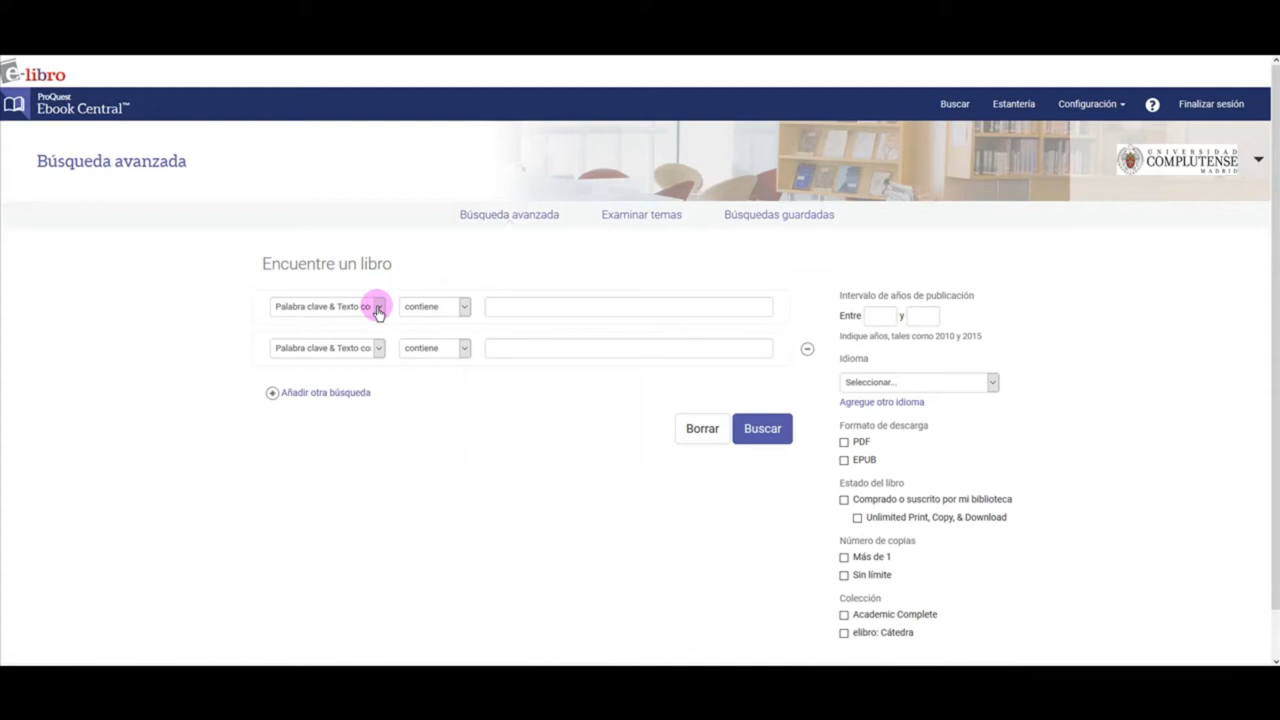 e-libro
ProQuest
Ebook Central™
Buscar
Estantería
Configuración
?
Finalizar sesión
Búsqueda avanzada
UNIVERSIDAD
COMPLUTENSE
MADRID
Búsqueda avanzada
Examinar temas
Búsquedas guardadas
Encuentre un libro
Palabra clave & Texto co
contiene
Palabra clave & Texto co
contiene
Añadir otra búsqueda
Borrar
Buscar
Intervalo de años de publicación
Entre y
Indique años, tales como 2010 y 2015
Idioma
Seleccionar...
Agregue otro idioma
Formato de descarga
PDF
EPUB
Estado del libro
Comprado o suscrito por mi biblioteca
Unlimited Print, Copy, & Download
Número de copias
Más de 1
Sin límite
Colección
Academic Complete
elibro: Cátedra